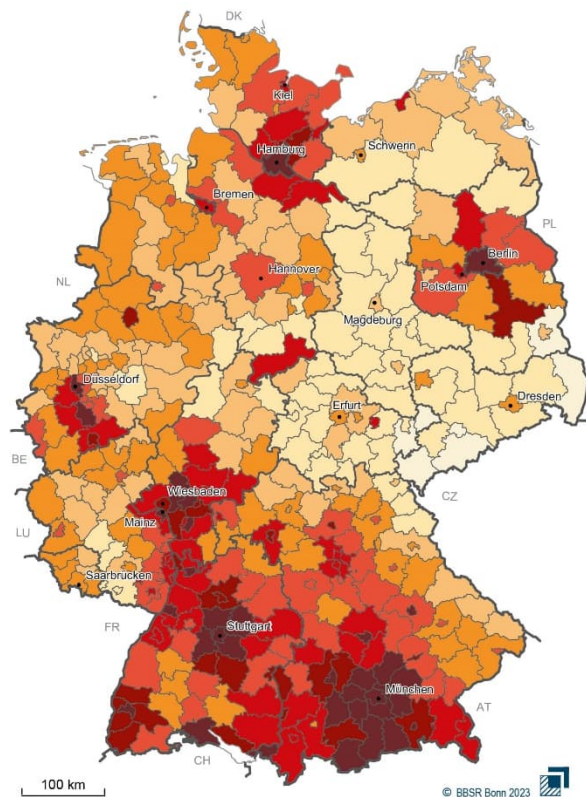 DK
Kiel
Schwerin
Hamburg
Bremen
PL
Berlin
NL
Hannover
Potsdam
Magdeburg
Düsseldorf
Erfurt
Dresden
BE
Wiesbaden
CZ
Mainz
LU
Saarbrücken
FR
Stuttgart
München
AT
CH
100 km
© BBSR Bonn 2023